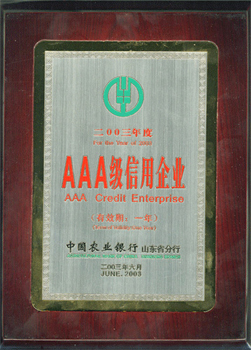 二00三年度
For the Year of 2003
AAA级信用企业
AAA Credit Enterprise
(有效期：一年)
中国农业银行 山东省分行
二00三年六月
JUNE, 2003